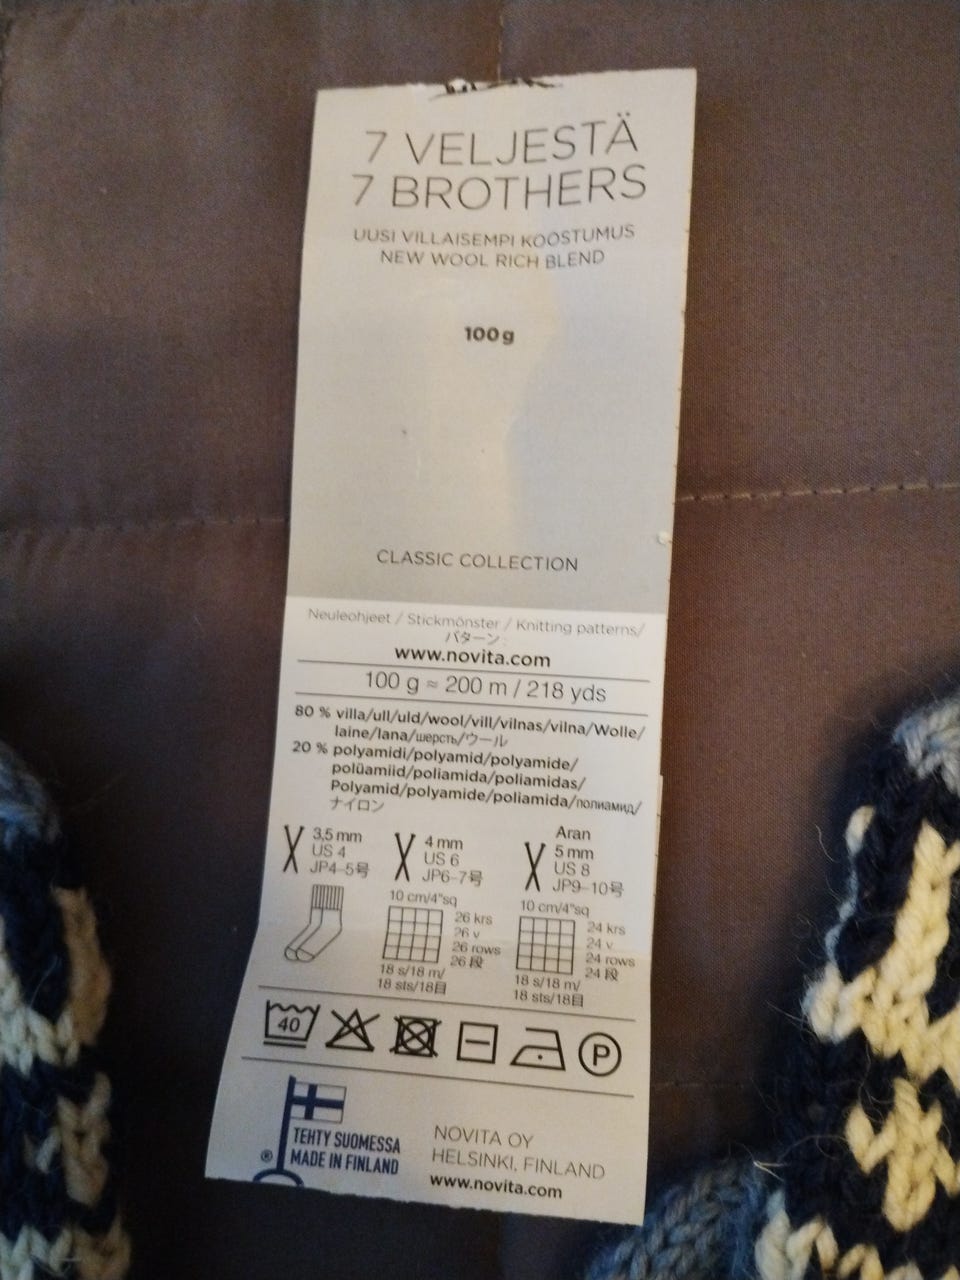 7 VELJESTÄ
7 BROTHERS
UUSI VILLAISEMPI KOOSTUMUS
NEW WOOL RICH BLEND
100g
CLASSIC COLLECTION
Neuleohjeet / Stickmönster / Knitting patterns/
パターン:
www.novita.com
100 g ≈ 200 m / 218 yds
80 % villa/ull/uld/wool/vill/vilnas/vilna/Wolle/
laine/lana/шерсть/ウール
20 % polyamidi/polyamid/polyamide/
polüamiid/poliamida/poliamidas/
Polyamid/polyamide/poliamida/полиамид/
ナイロン
3,5 mm
US 4
JP4-5号
4 mm
US 6
JP6-7号
10 cm/4"sq
26 krs
26 v
26 rows
26 段
18 s/18 m/
18 sts/18目
Aran
5 mm
US 8
JP9-10号
10 cm/4"sq
24 krs
24 v
24 rows
24 段
18 s/18 m/
18 sts/18目
40
P
TEHTY SUOMESSA
® MADE IN FINLAND
NOVITA OY
HELSINKI, FINLAND
www.novita.com